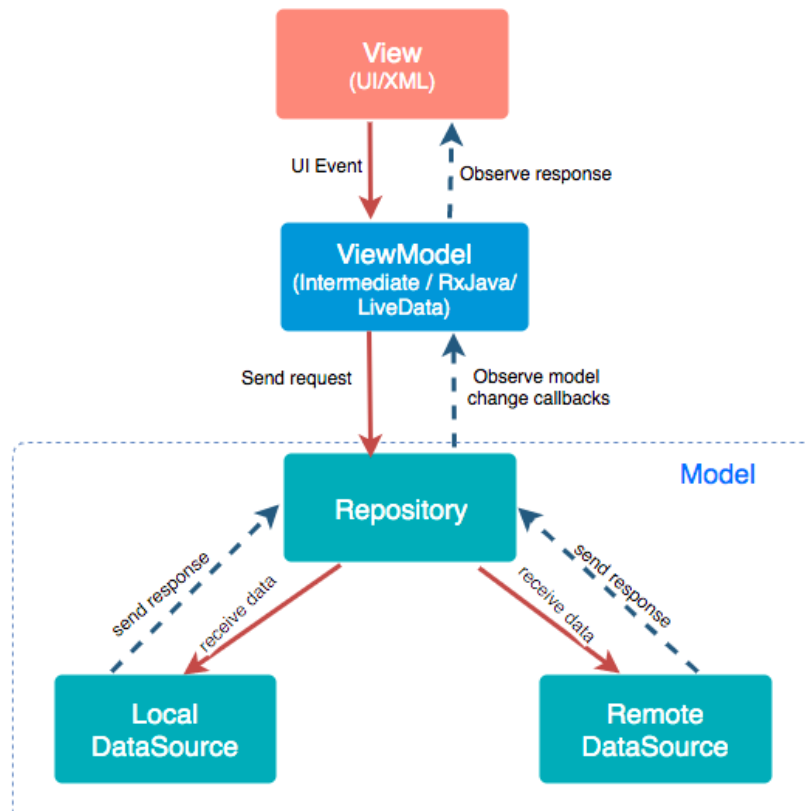 View
(UI/XML)
UI Event
Observe response
ViewModel
(Intermediate / RxJava/
LiveData)
Send request
Observe model
change callbacks
Model
Repository
send response
receive data
receive data
send response
Local
DataSource
Remote
DataSource